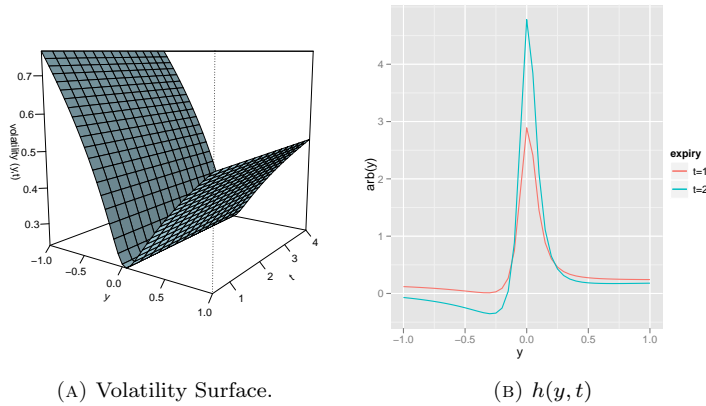 0.7
0.6
0.5
0.4
0.3
volatility (y,t)
−1.0
−0.5
0.0
0.5
1.0
y
1
2
3
4
t
4
3
2
1
0
arb(y)
−1.0
−0.5
0.0
0.5
1.0
y
expiry
t=1
t=2
(A) Volatility Surface.
(B) h(y, t)